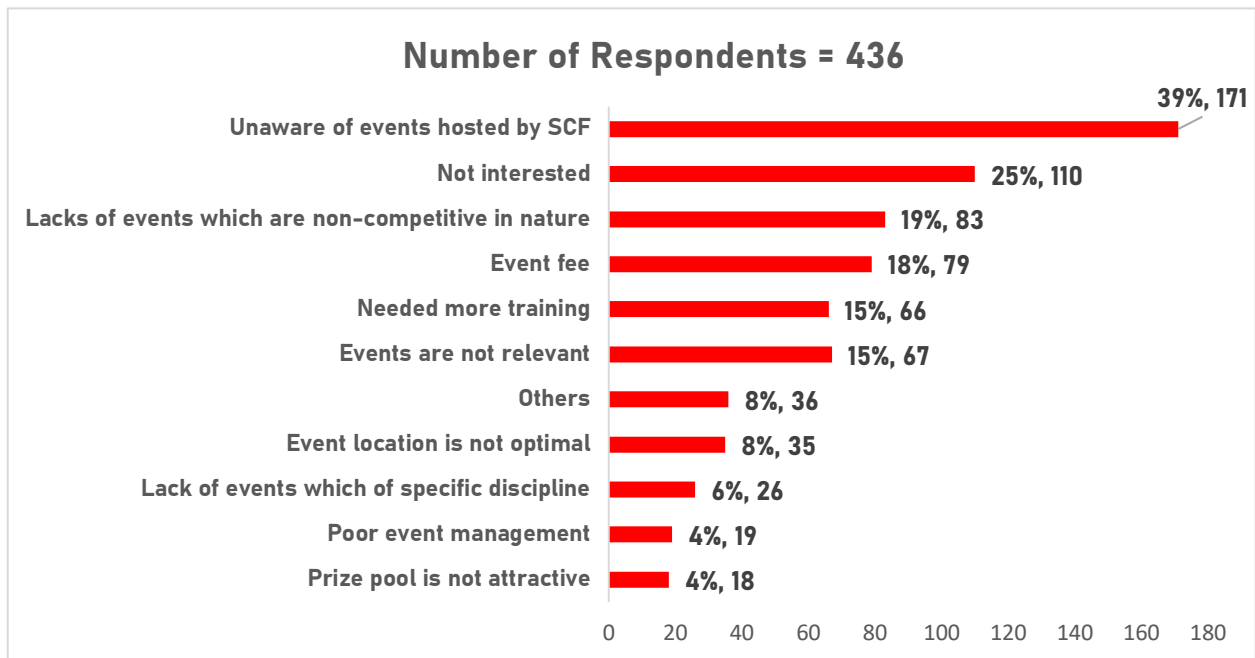 Number of Respondents = 436
39%, 171
Unaware of events hosted by SCF
Not interested
25%, 110
Lacks of events which are non-competitive in nature
19%, 83
Event fee
18%, 79
Needed more training
15%, 66
Events are not relevant
15%, 67
Others
8%, 36
Event location is not optimal
8%, 35
Lack of events which of specific discipline
6%, 26
Poor event management
4%, 19
Prize pool is not attractive
4%, 18
0 20 40 60 80 100 120 140 160 180